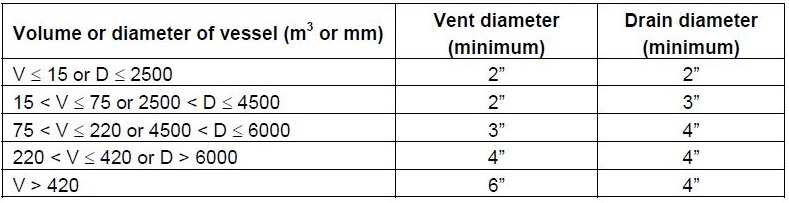 Volume or diameter of vessel (m³ or mm) Vent diameter (minimum) Drain diameter (minimum)
V ≤ 15 or D ≤ 2500 2” 2”
15 < V ≤ 75 or 2500 < D ≤ 4500 2” 3”
75 < V ≤ 220 or 4500 < D ≤ 6000 3” 4”
220 < V ≤ 420 or D > 6000 4” 4”
V > 420 6” 4”